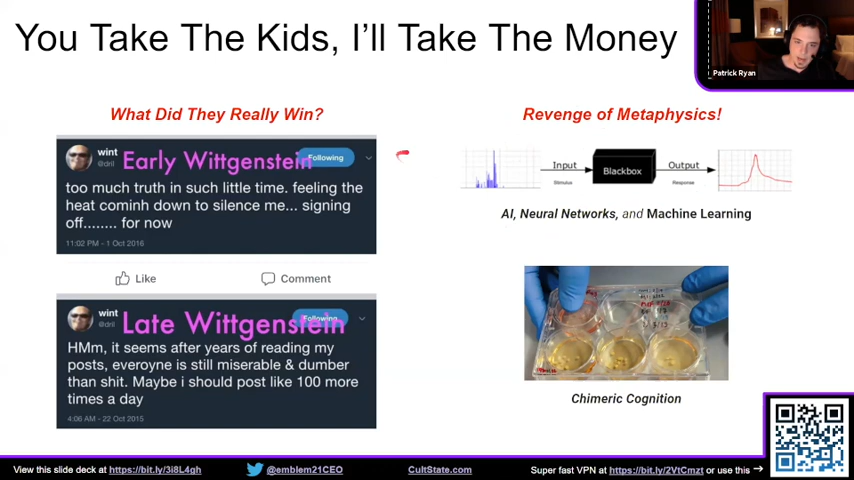 You Take The Kids, I'll Take The Money
Patrick Ryan
What Did They Really Win?
wint
@dril
Early Wittgenstein
Following
too much truth in such little time. feeling the
heat cominh down to silence me... signing
off........ for now
11:02 PM - 1 Oct 2016
Like
Comment
wint
@dril
Late Wittgenstein
Following
HMm, it seems after years of reading my
posts, everoyne is still miserable & dumber
than shit. Maybe i should post like 100 more
times a day
4:06 AM - 22 Oct 2015
Revenge of Metaphysics!
Input
Stimulus
Blackbox
Output
Response
AI, Neural Networks, and Machine Learning
Chimeric Cognition
View this slide deck at https://bit.ly/3i8L4gh
@emblem21CEO
CultState.com
Super fast VPN at https://bit.ly/2VtCmzt or use this →